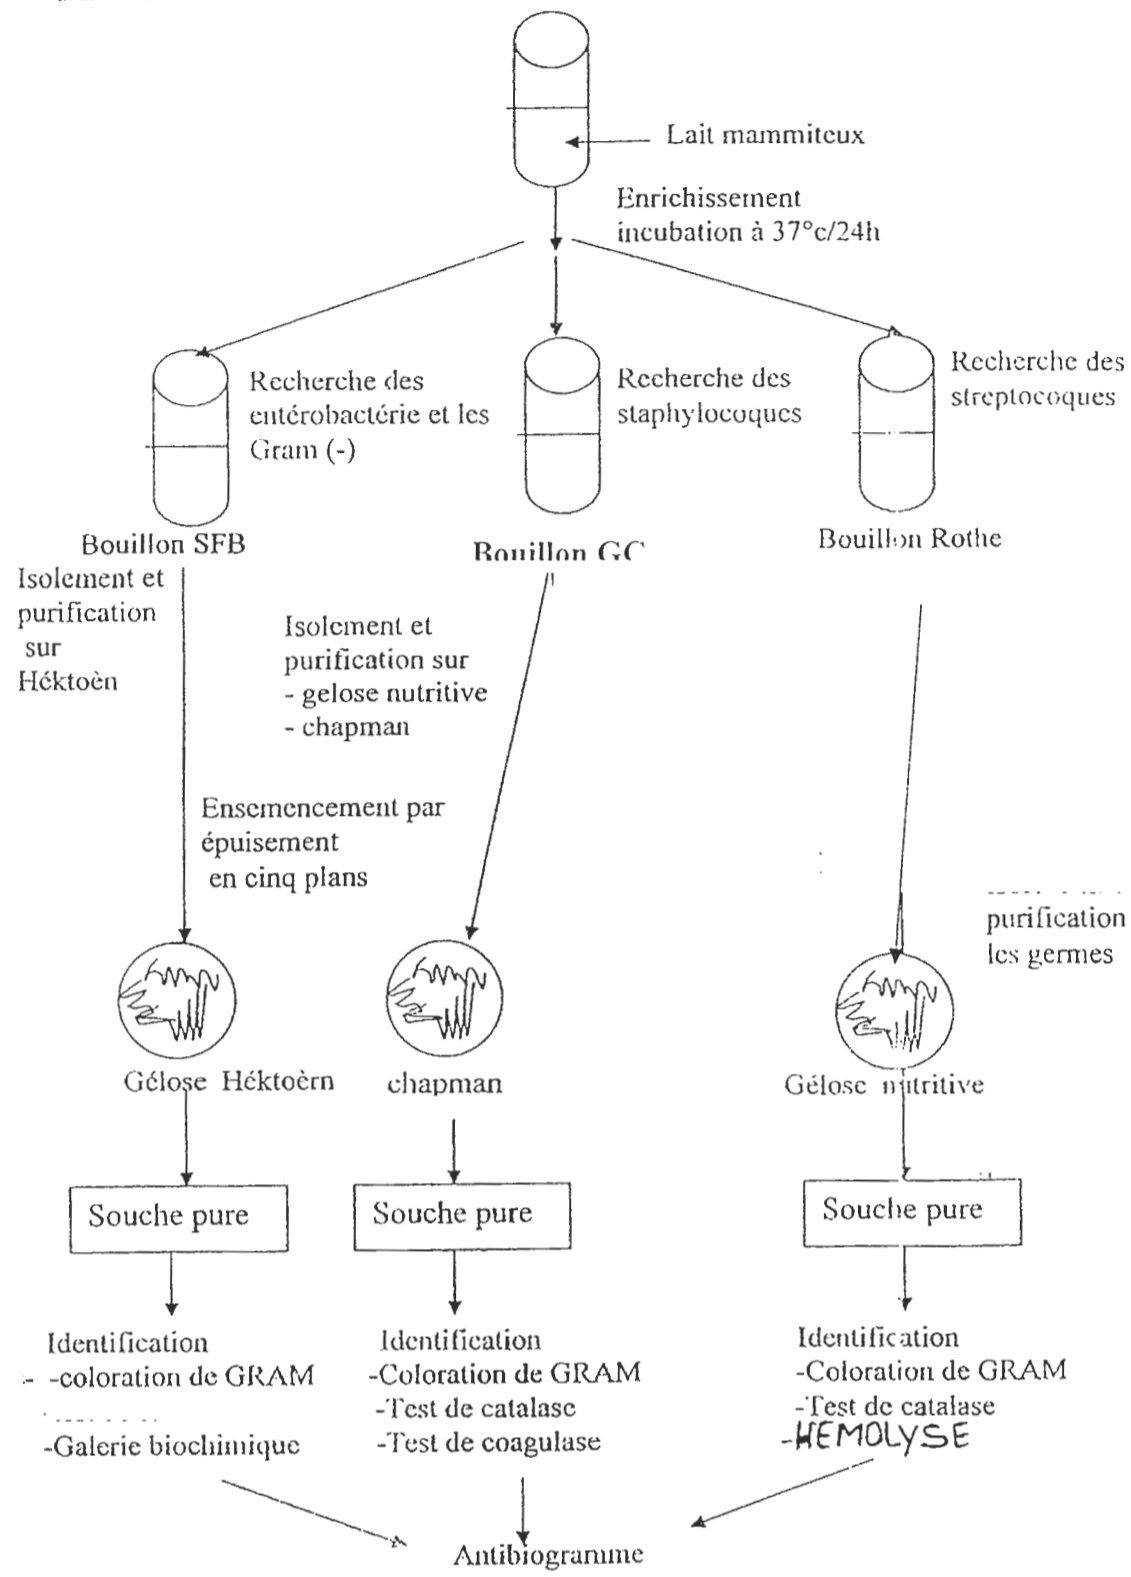 Lait mammiteux
Enrichissement
incubation à 37°c/24h
Recherche des
entérobactérie et les
Gram (-)
Recherche des
staphylocoques
Recherche des
streptocoques
Bouillon SFB
Bouillon GC
Bouillon Rothe
Isolement et
purification
sur
Héktoèn
Isolement et
purification sur
- gelose nutritive
- chapman
Ensemencement par
épuisement
en cinq plans
purification
les germes
Gélose Héktoèrn
chapman
Gélose nutritive
Souche pure
Souche pure
Souche pure
Identification
- -coloration de GRAM
-Galerie biochimique
Identification
-Coloration de GRAM
-Test de catalase
-Test de coagulase
Identification
-Coloration de GRAM
-Test de catalase
-HEMOLYSE
Antibiogramme